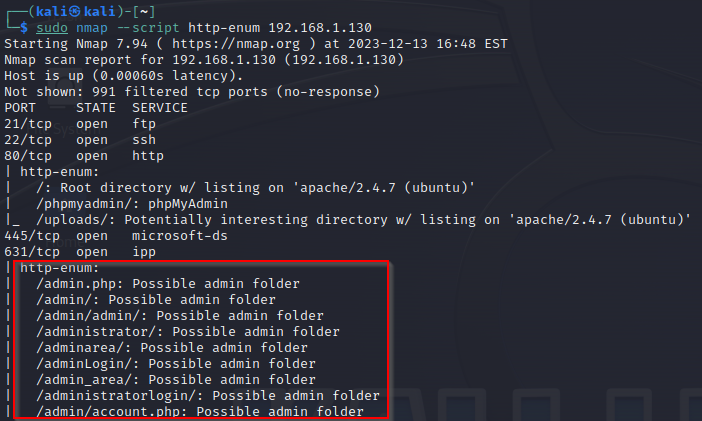 ┌──(kali㉿kali)-[~]
└─$ sudo nmap --script http-enum 192.168.1.130
Starting Nmap 7.94 ( https://nmap.org ) at 2023-12-13 16:48 EST
Nmap scan report for 192.168.1.130 (192.168.1.130)
Host is up (0.00060s latency).
Not shown: 991 filtered tcp ports (no-response)
PORT STATE SERVICE
21/tcp open ftp
22/tcp open ssh
80/tcp open http
| http-enum:
| /: Root directory w/ listing on 'apache/2.4.7 (ubuntu)'
| /phpmyadmin/: phpMyAdmin
|_ /uploads/: Potentially interesting directory w/ listing on 'apache/2.4.7 (ubuntu)'
445/tcp open microsoft-ds
631/tcp open ipp
| http-enum:
| /admin.php: Possible admin folder
| /admin/: Possible admin folder
| /admin/admin/: Possible admin folder
| /administrator/: Possible admin folder
| /adminarea/: Possible admin folder
| /adminLogin/: Possible admin folder
| /admin_area/: Possible admin folder
| /administratorlogin/: Possible admin folder
| /admin/account.php: Possible admin folder